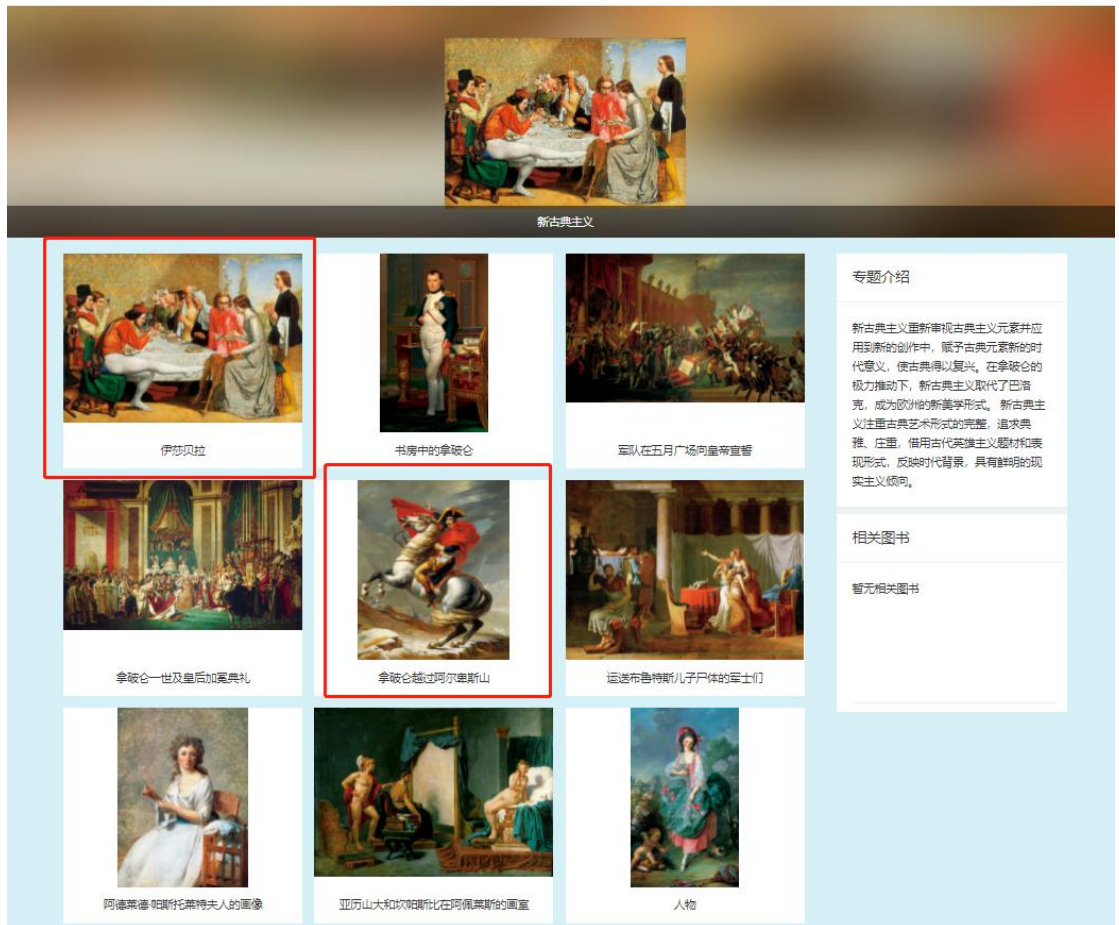 新古典主义
伊莎贝拉
书房中的拿破仑
军队在五月广场向皇帝宣誓
拿破仑一世及皇后加冕典礼
拿破仑越过阿尔卑斯山
运送布鲁特斯儿子尸体的军士们
阿德莱德·帕斯托莱特夫人的画像
亚历山大和坎帕斯比在阿佩莱斯的画室
人物
专题介绍
新古典主义重新审视古典主义元素并应
用到新的创作中，赋予古典元素新的时
代意义，使古典得以复兴。在拿破仑的
极力推动下，新古典主义取代了巴洛
克，成为欧洲的新美学形式。 新古典主
义注重古典艺术形式的完整，追求典
雅、庄重，借用古代英雄主义题材和表
现形式，反映时代背景，具有鲜明的现
实主义倾向。
相关图书
暂无相关图书